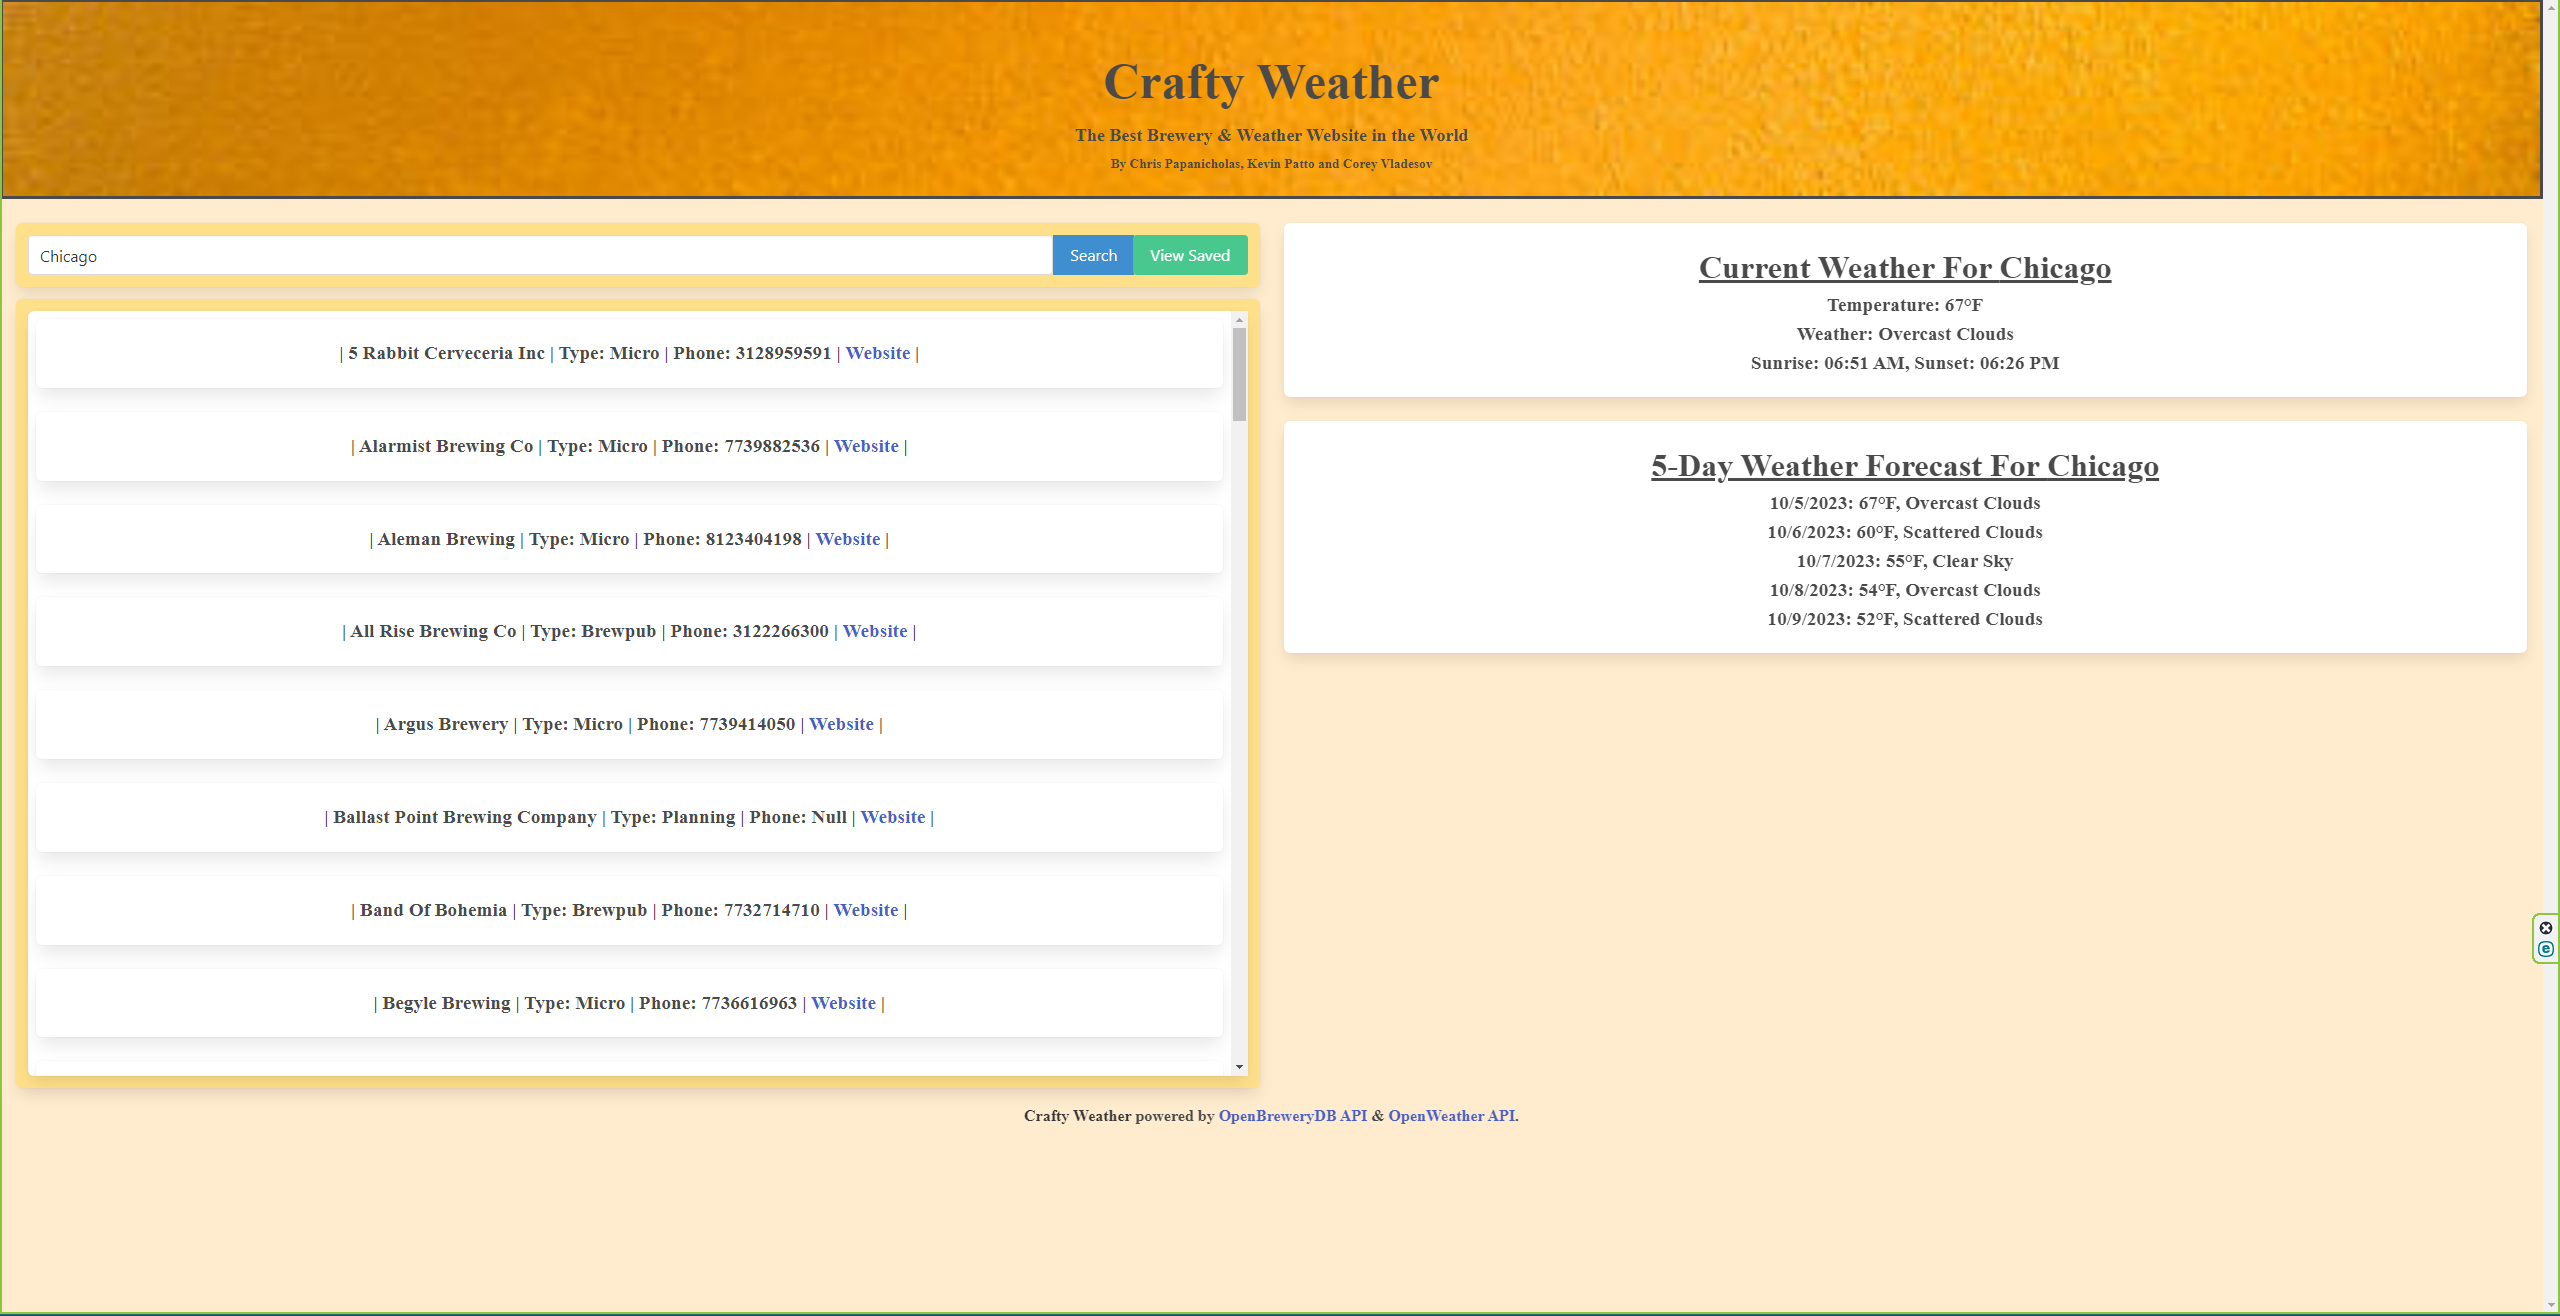 Crafty Weather
The Best Brewery & Weather Website in the World
By Chris Papanicholas, Kevin Patto and Corey Vladesov
Chicago
Search
View Saved
| 5 Rabbit Cerveceria Inc | Type: Micro | Phone: 3128959591 | Website |
| Alarmist Brewing Co | Type: Micro | Phone: 7739882536 | Website |
| Aleman Brewing | Type: Micro | Phone: 8123404198 | Website |
| All Rise Brewing Co | Type: Brewpub | Phone: 3122266300 | Website |
| Argus Brewery | Type: Micro | Phone: 7739414050 | Website |
| Ballast Point Brewing Company | Type: Planning | Phone: Null | Website |
| Band Of Bohemia | Type: Brewpub | Phone: 7732714710 | Website |
| Begyle Brewing | Type: Micro | Phone: 7736616963 | Website |
Current Weather For Chicago
Temperature: 67°F
Weather: Overcast Clouds
Sunrise: 06:51 AM, Sunset: 06:26 PM
5-Day Weather Forecast For Chicago
10/5/2023: 67°F, Overcast Clouds
10/6/2023: 60°F, Scattered Clouds
10/7/2023: 55°F, Clear Sky
10/8/2023: 54°F, Overcast Clouds
10/9/2023: 52°F, Scattered Clouds
Crafty Weather powered by OpenBreweryDB API & OpenWeather API.